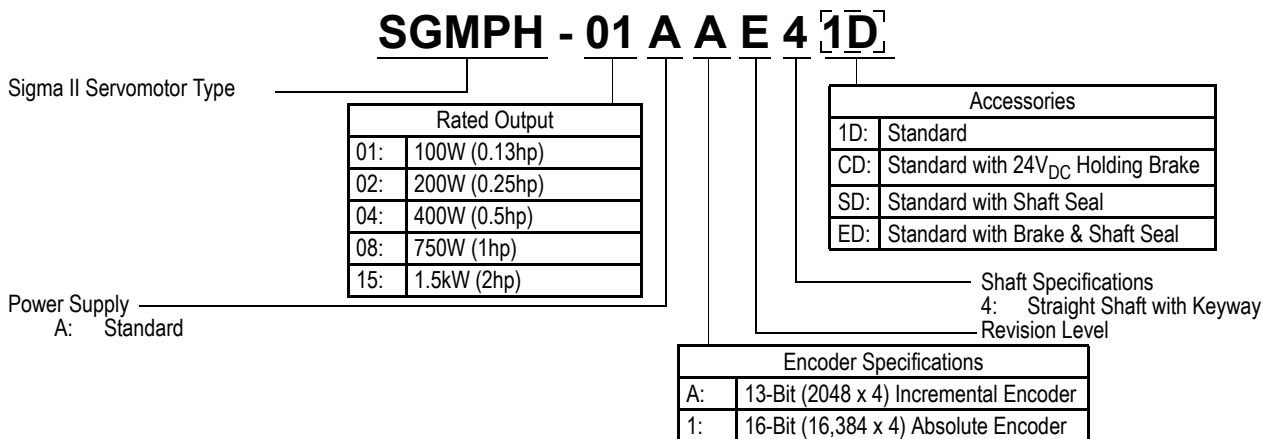 SGMPH - 01 A A E 4 1D
Sigma II Servomotor Type
Rated Output
01: 100W (0.13hp)
02: 200W (0.25hp)
04: 400W (0.5hp)
08: 750W (1hp)
15: 1.5kW (2hp)
Accessories
1D: Standard
CD: Standard with 24VDC Holding Brake
SD: Standard with Shaft Seal
ED: Standard with Brake & Shaft Seal
Power Supply
A: Standard
Shaft Specifications
4: Straight Shaft with Keyway
Revision Level
Encoder Specifications
A: 13-Bit (2048 x 4) Incremental Encoder
1: 16-Bit (16,384 x 4) Absolute Encoder